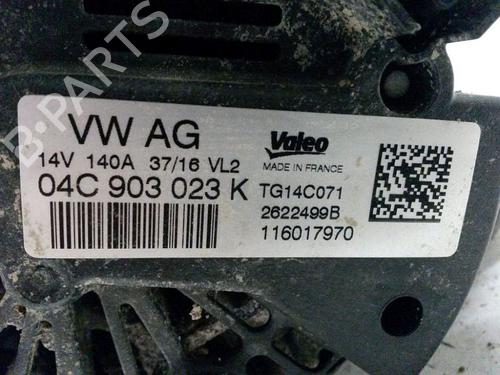 VW AG
14V 140A 37/16 VL2
04C 903 023 K
Valeo
MADE IN FRANCE
TG14C071
2622499B
116017970
B-PARTS